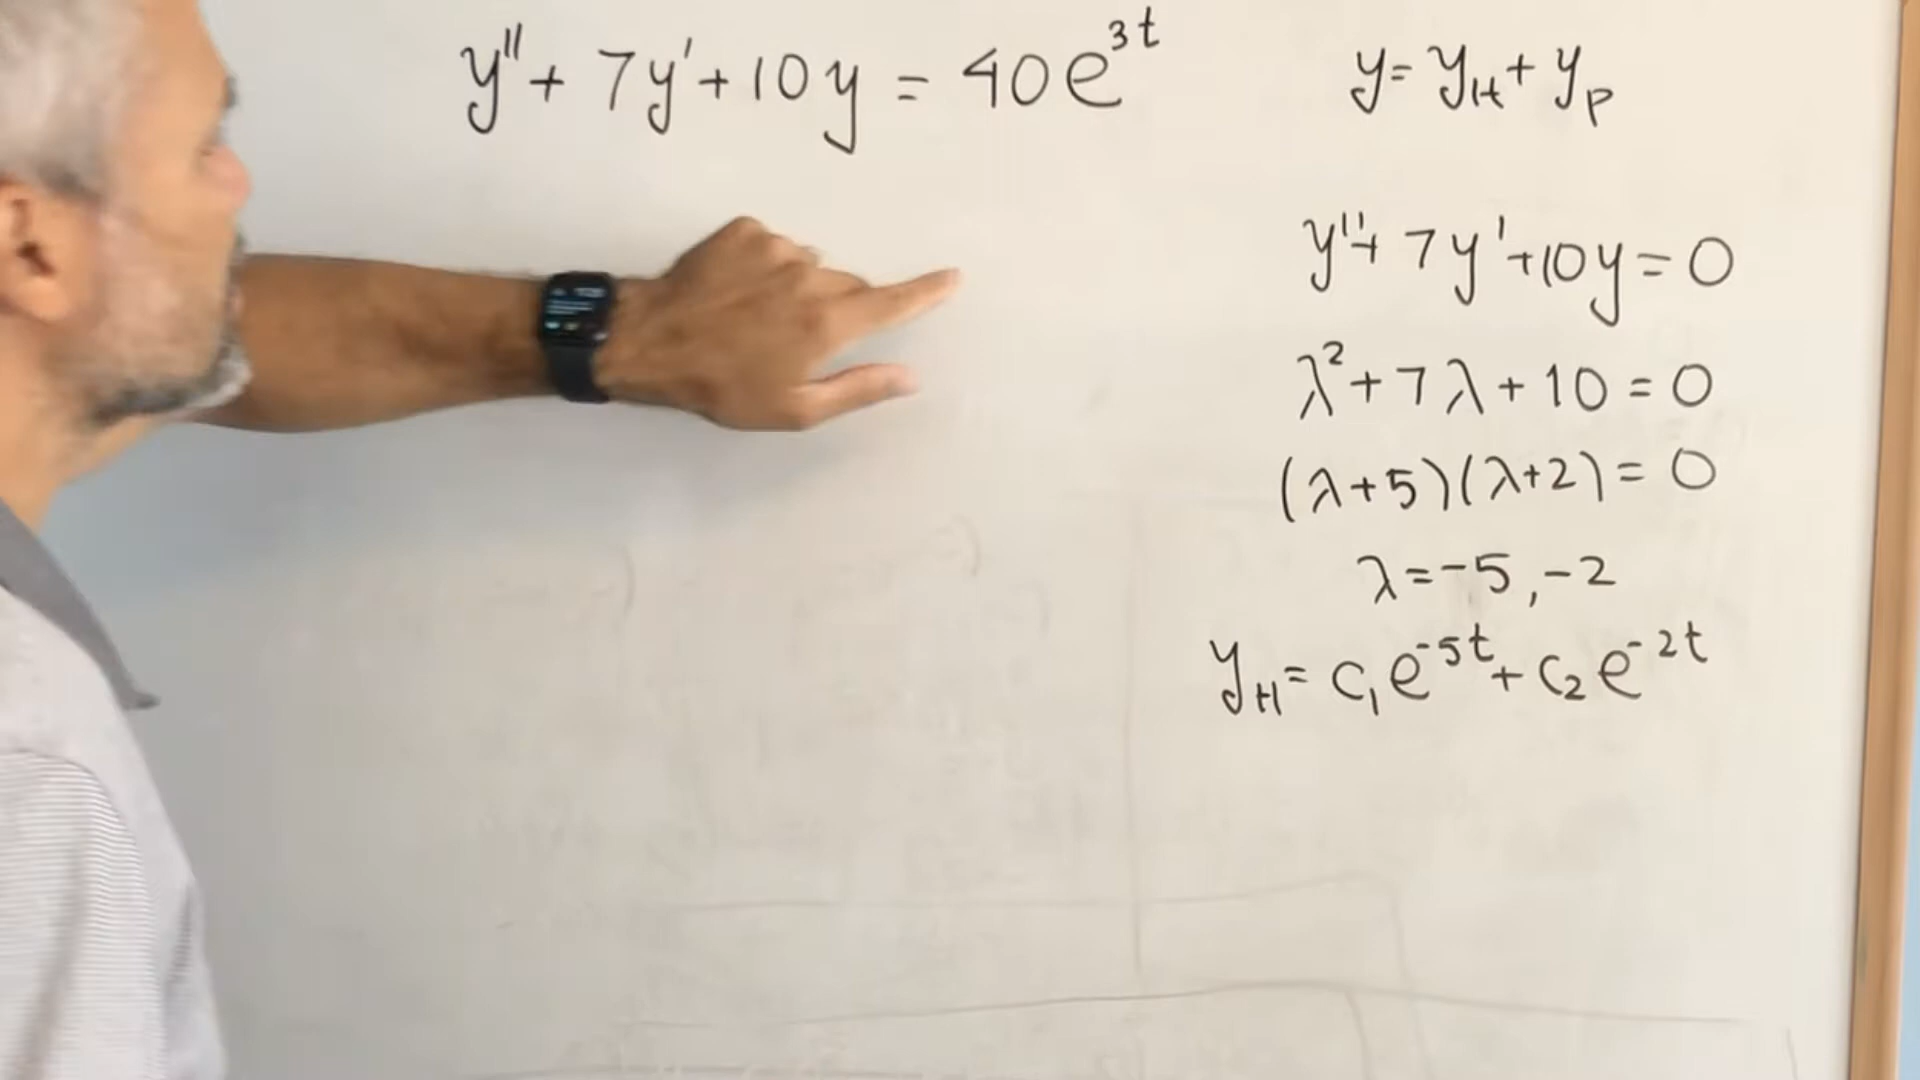 y'' + 7y' + 10y = 40e^{3t}
y = y_H + y_P
y'' + 7y' + 10y = 0
λ² + 7λ + 10 = 0
(λ+5)(λ+2) = 0
λ = -5, -2
y_H = c₁e^{-5t} + c₂e^{-2t}